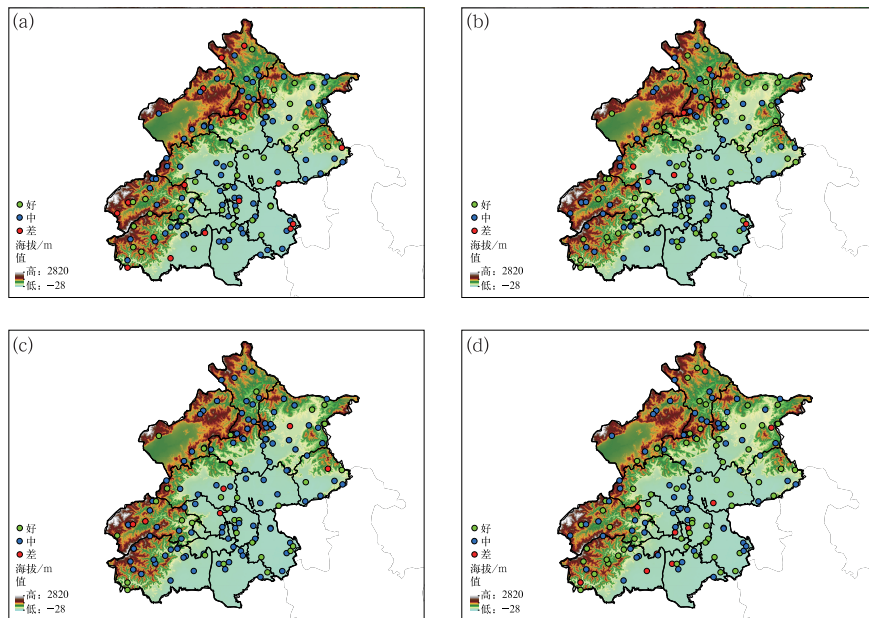 (a)
好
中
差
海拔/m
值
高：2820
低：−28
(b)
好
中
差
海拔/m
值
高：2820
低：−28
(c)
好
中
差
海拔/m
值
高：2820
低：−28
(d)
好
中
差
海拔/m
值
高：2820
低：−28